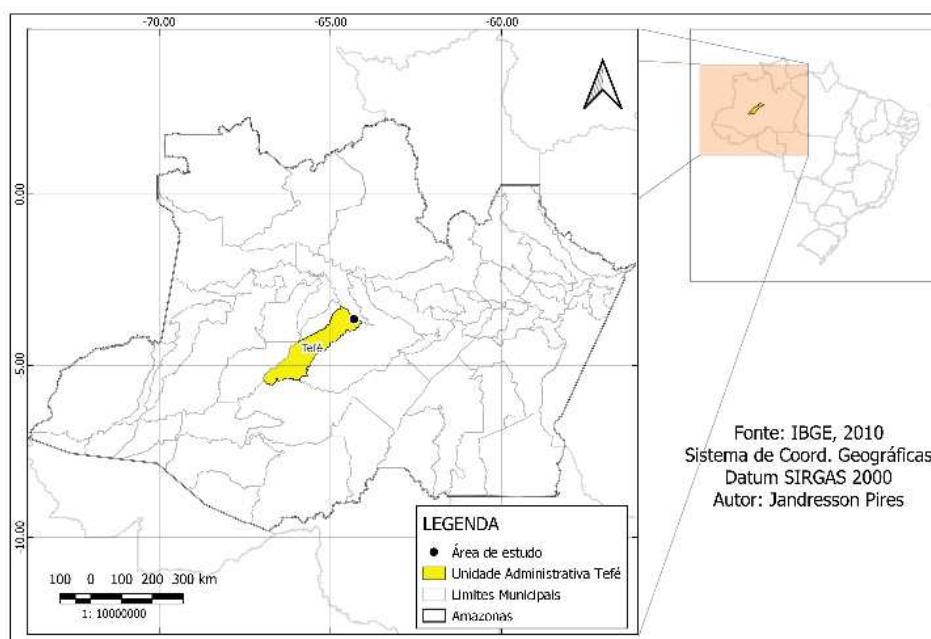 -70.00 -65.00 -60.00
0.00
5.00
10.00
Tefé
LEGENDA
Área de estudo
Unidade Administrativa Tefé
Limites Municipais
Amazonas
100 0 100 200 300 km
1: 10000000
Fonte: IBGE, 2010
Sistema de Coord. Geográficas
Datum SIRGAS 2000
Autor: Jandresson Pires